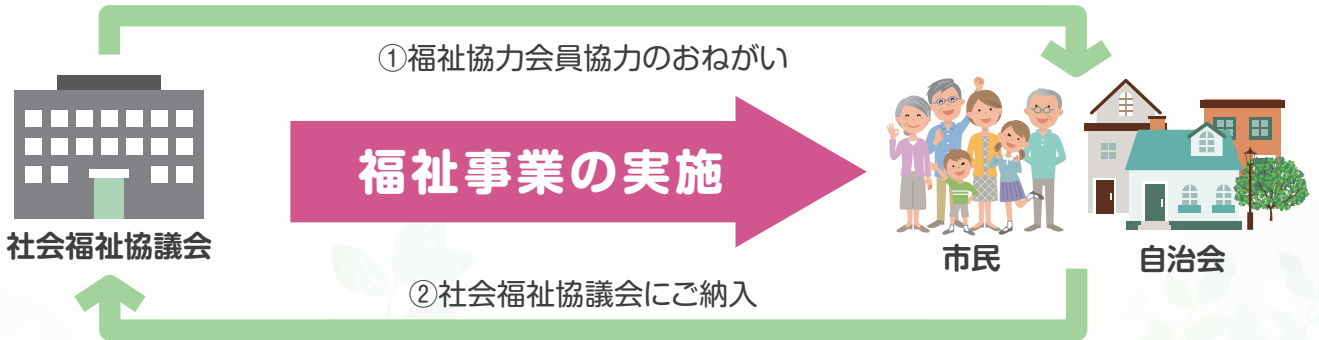 ①福祉協力会員協力のおねがい
福祉事業の実施
社会福祉協議会
市民
自治会
②社会福祉協議会にご納入